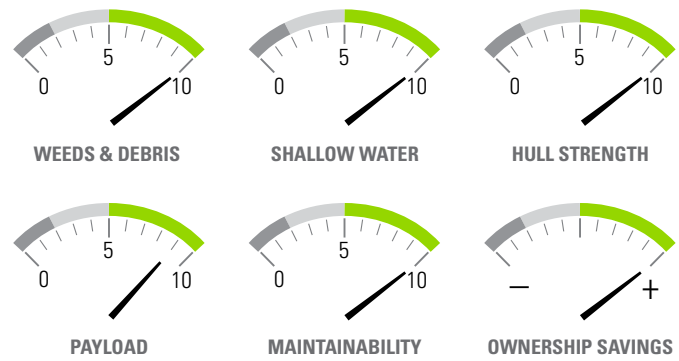 5 5 5
0 10 0 10 0 10
WEEDS & DEBRIS SHALLOW WATER HULL STRENGTH
5 5
0 10 0 10 – +
PAYLOAD MAINTAINABILITY OWNERSHIP SAVINGS